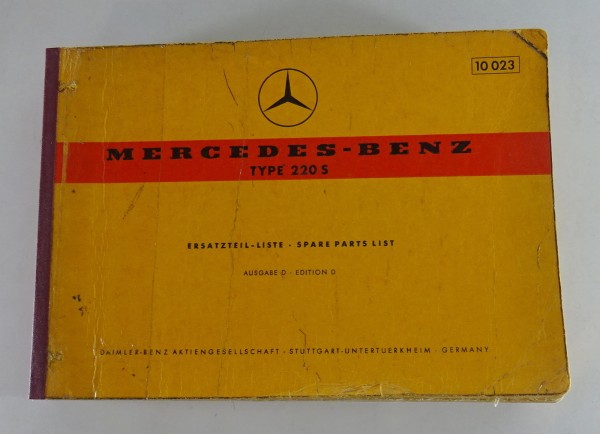 10 023
MERCEDES-BENZ
TYPE 220 S
ERSATZTEIL-LISTE · SPARE PARTS LIST
AUSGABE D · EDITION D
DAIMLER-BENZ AKTIENGESELLSCHAFT · STUTTGART-UNTERTUERKHEIM · GERMANY